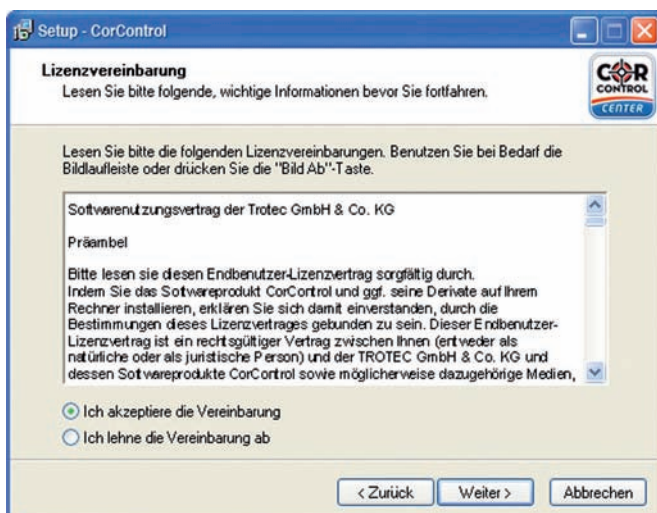 Setup - CorControl
Lizenzvereinbarung
Lesen Sie bitte folgende, wichtige Informationen bevor Sie fortfahren.
COR
CONTROL
CENTER
Lesen Sie bitte die folgenden Lizenzvereinbarungen. Benutzen Sie bei Bedarf die
Bildlaufleiste oder drücken Sie die "Bild Ab"-Taste.
Softwarenutzungsvertrag der Trotec GmbH & Co. KG
Präambel
Bitte lesen sie diesen Endbenutzer-Lizenzvertrag sorgfältig durch.
Indem Sie das Sotwareprodukt CorControl und ggf. seine Derivate auf Ihrem
Rechner installieren, erklären Sie sich damit einverstanden, durch die
Bestimmungen dieses Lizenzvertrages gebunden zu sein. Dieser Endbenutzer-
Lizenzvertrag ist ein rechtsgültiger Vertrag zwischen Ihnen (entweder als
natürliche oder als juristische Person) und der TROTEC GmbH & Co. KG und
dessen Sotwareprodukte CorControl sowie möglicherweise dazugehörige Medien,
Ich akzeptiere die Vereinbarung
Ich lehne die Vereinbarung ab
< Zurück
Weiter >
Abbrechen